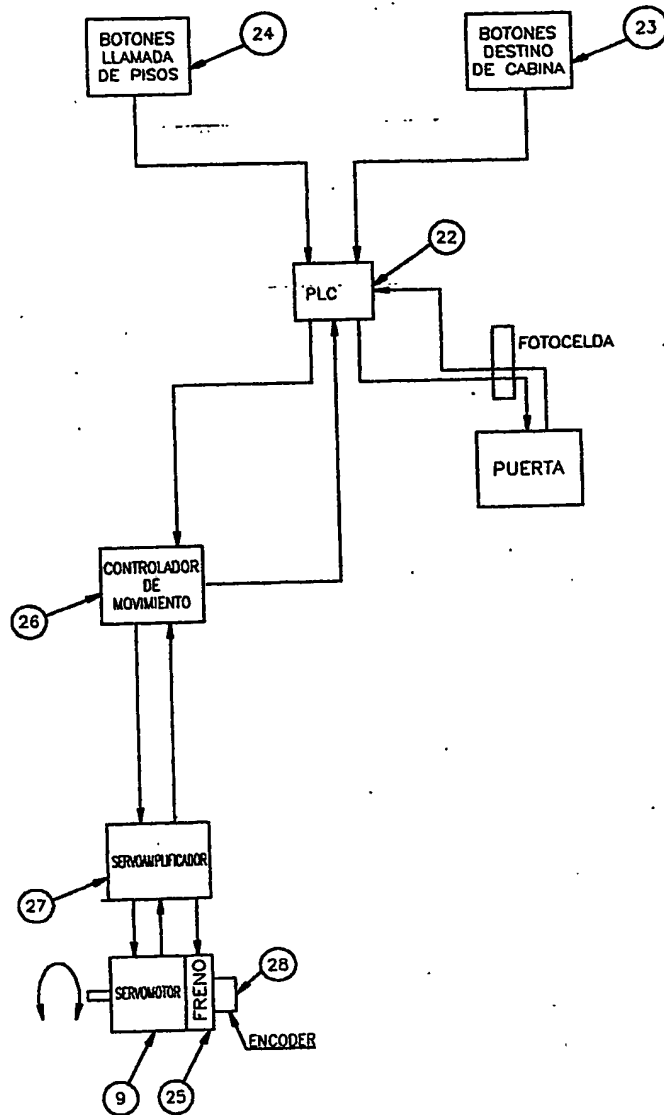 BOTONES
LLAMADA
DE PISOS
24
BOTONES
DESTINO
DE CABINA
23
22
PLC
FOTOCELDA
PUERTA
CONTROLADOR
DE
MOVIMIENTO
26
SERVOAMPLIFICADOR
27
SERVOMOTOR
FRENO
28
ENCODER
9
25